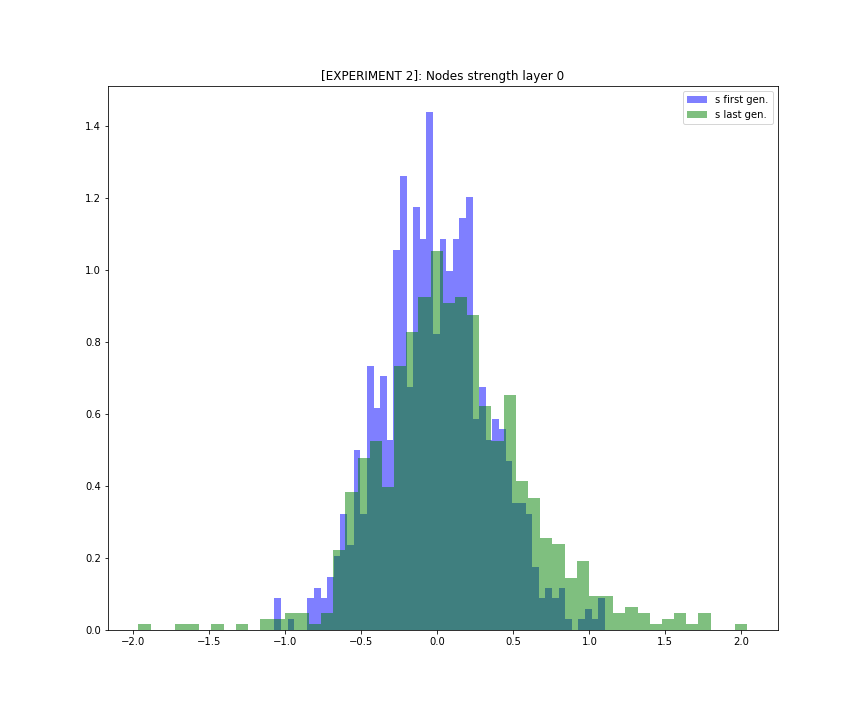 [EXPERIMENT 2]: Nodes strength layer 0
s first gen.
s last gen.
1.4
1.2
1.0
0.8
0.6
0.4
0.2
0.0
−2.0 −1.5 −1.0 −0.5 0.0 0.5 1.0 1.5 2.0